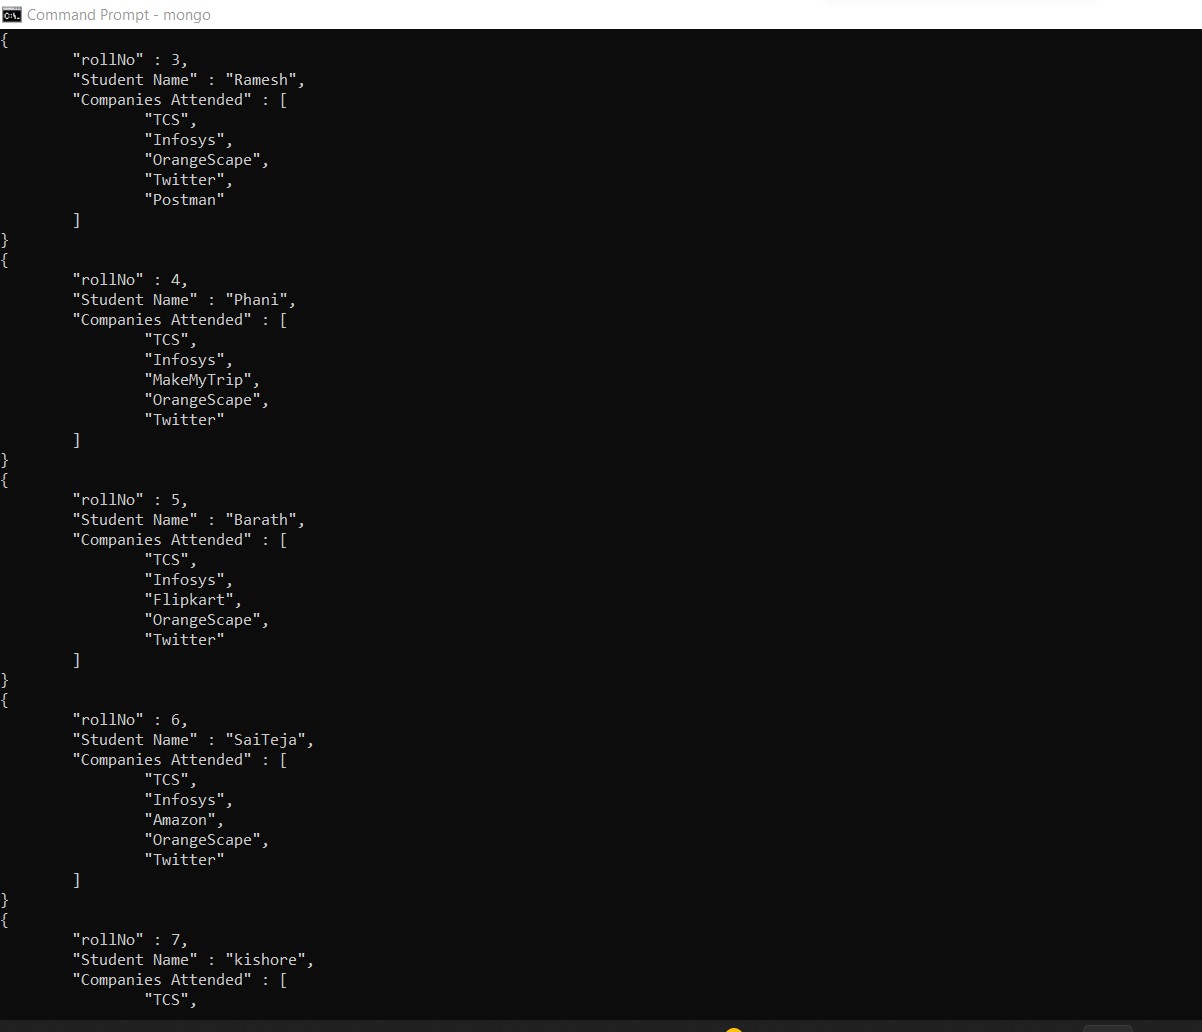 Command Prompt - mongo
{
"rollNo" : 3,
"Student Name" : "Ramesh",
"Companies Attended" : [
"TCS",
"Infosys",
"OrangeScape",
"Twitter",
"Postman"
]
}
{
"rollNo" : 4,
"Student Name" : "Phani",
"Companies Attended" : [
"TCS",
"Infosys",
"MakeMyTrip",
"OrangeScape",
"Twitter"
]
}
{
"rollNo" : 5,
"Student Name" : "Barath",
"Companies Attended" : [
"TCS",
"Infosys",
"Flipkart",
"OrangeScape",
"Twitter"
]
}
{
"rollNo" : 6,
"Student Name" : "SaiTeja",
"Companies Attended" : [
"TCS",
"Infosys",
"Amazon",
"OrangeScape",
"Twitter"
]
}
{
"rollNo" : 7,
"Student Name" : "kishore",
"Companies Attended" : [
"TCS",